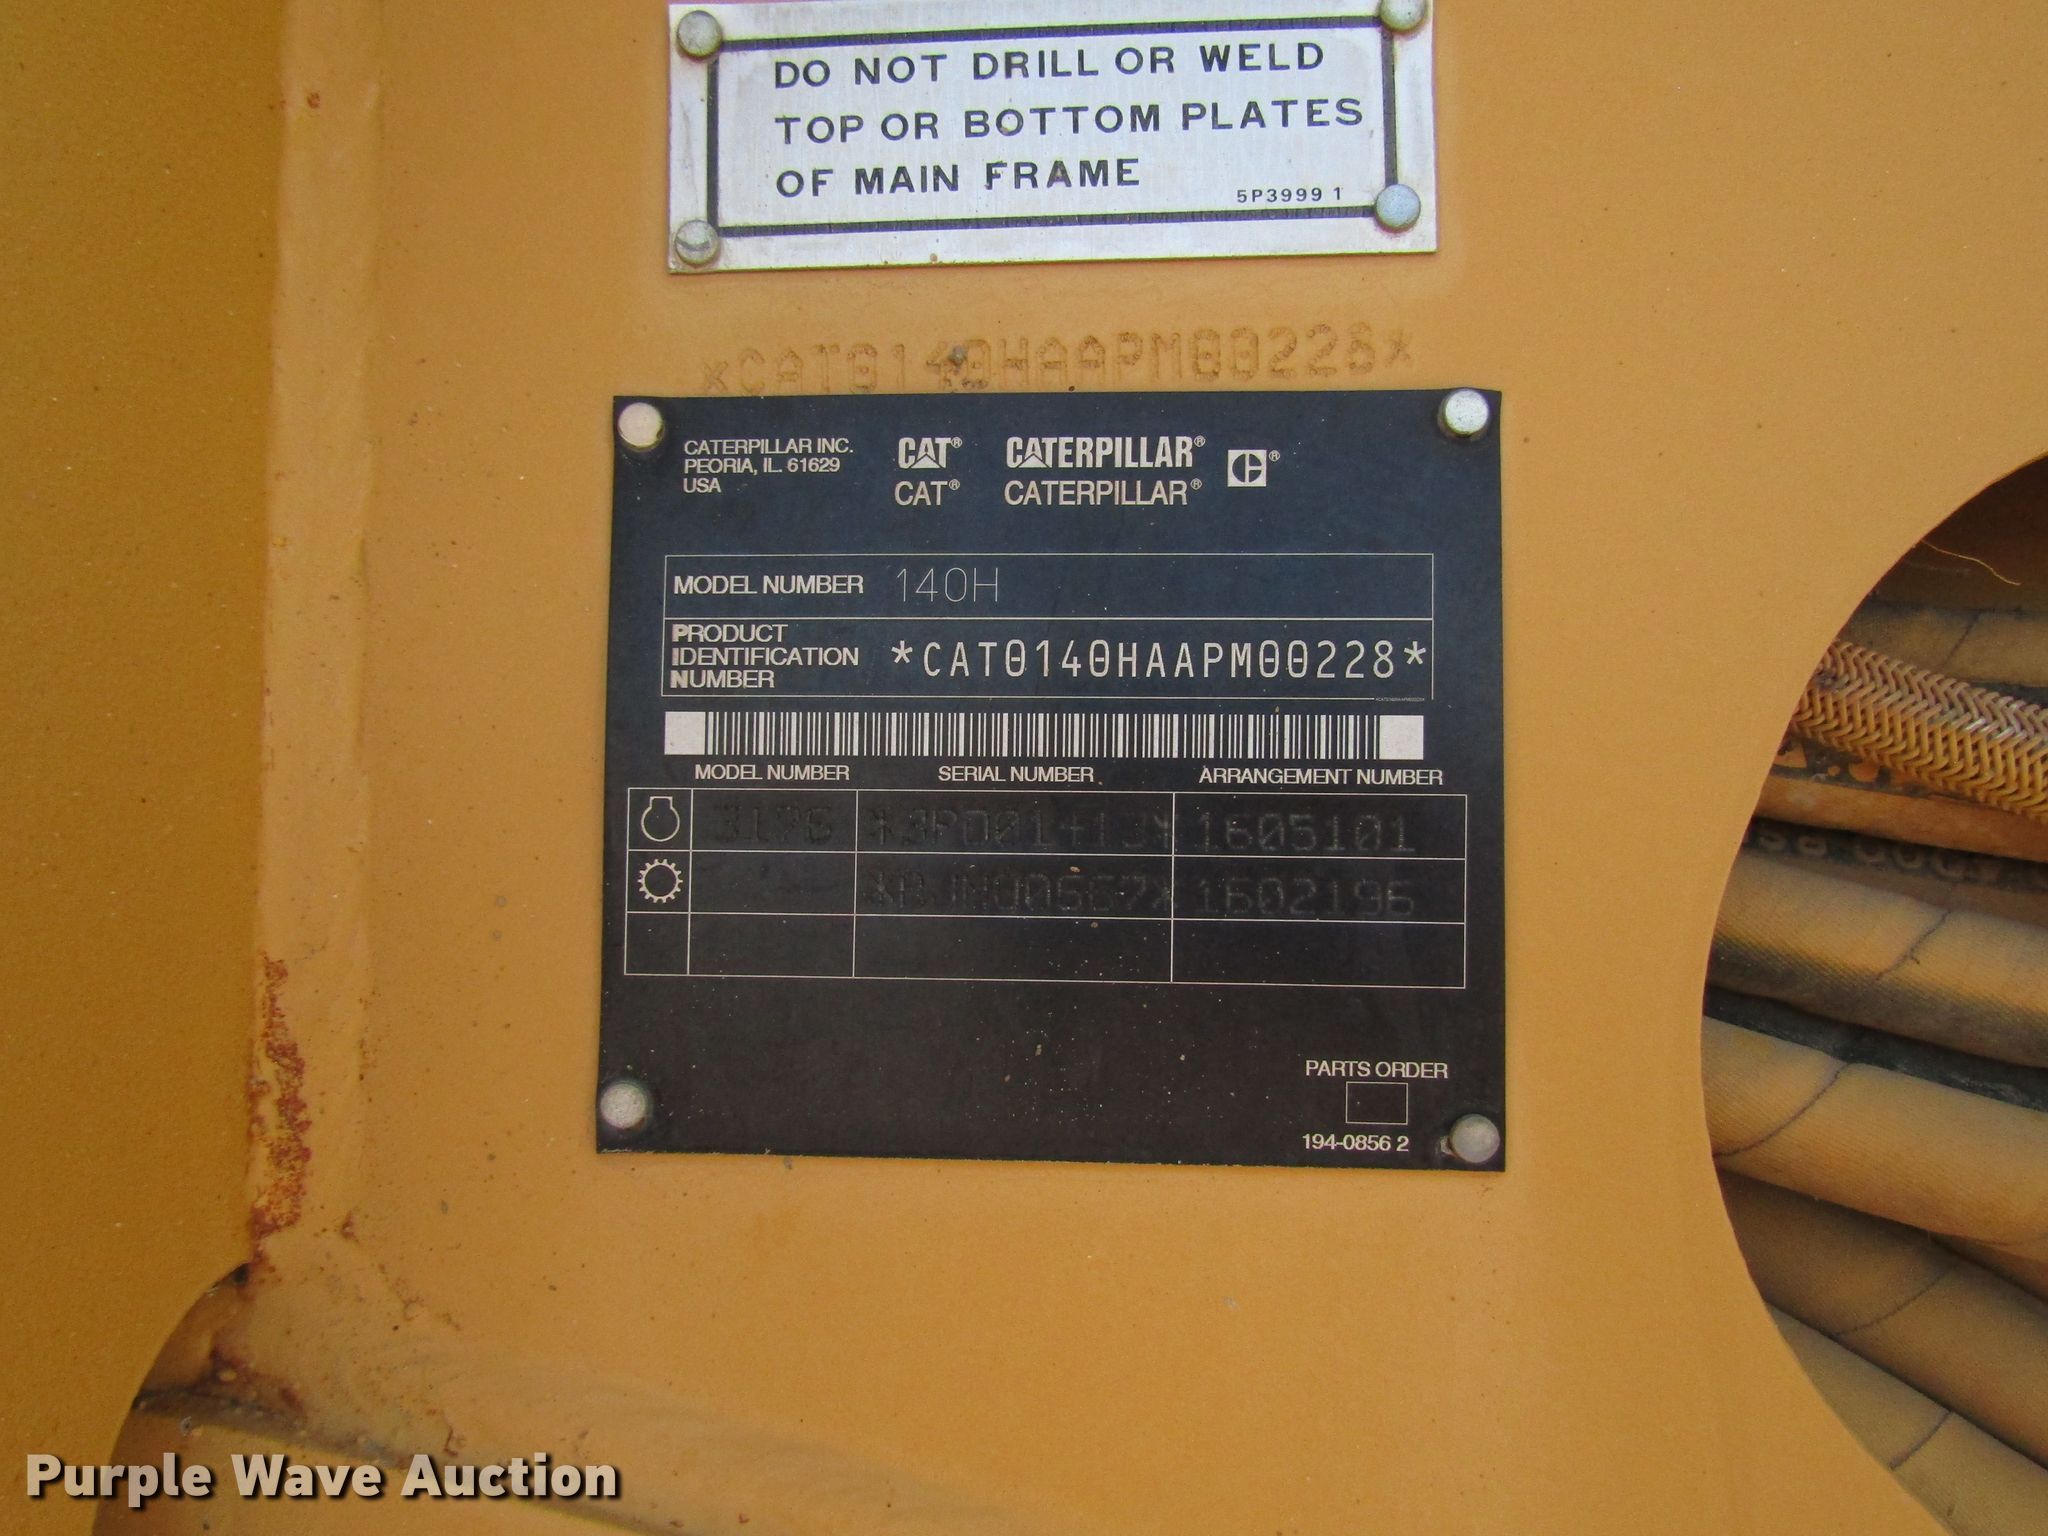 DO NOT DRILL OR WELD
TOP OR BOTTOM PLATES
OF MAIN FRAME
5P3999 1
*CAT0140HAAPM00228*
CATERPILLAR INC.
PEORIA, IL. 61629
USA
CAT® CATERPILLAR® ®
CAT® CATERPILLAR®
MODEL NUMBER 140H
PRODUCT
IDENTIFICATION
NUMBER
*CAT0140HAAPM00228*
MODEL NUMBER SERIAL NUMBER ARRANGEMENT NUMBER
3176 1605101
1602196
PARTS ORDER
194-0856 2
Purple Wave Auction